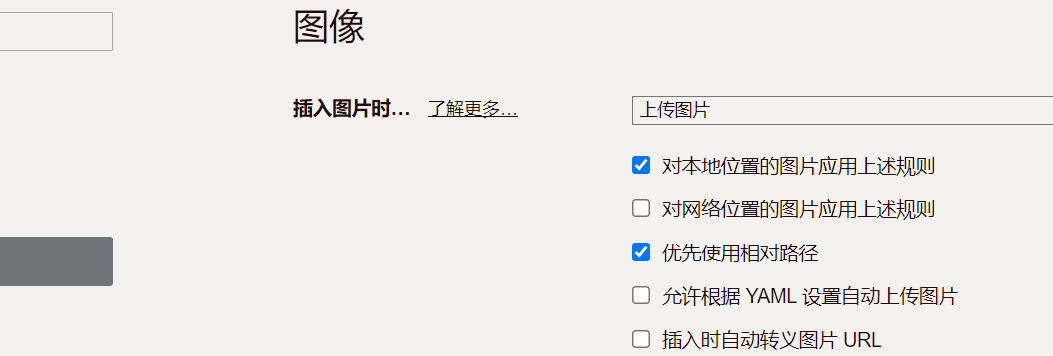 图像
插入图片时... 了解更多... 上传图片
对本地位置的图片应用上述规则
对网络位置的图片应用上述规则
优先使用相对路径
允许根据 YAML 设置自动上传图片
插入时自动转义图片 URL